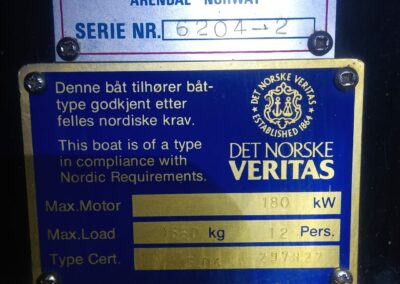 ARENDAL NORWAY
SERIE NR. 6204-2
Denne båt tilhører båt-
type godkjent etter
felles nordiske krav.
This boat is of a type
in compliance with
Nordic Requirements.
DET NORSKE VERITAS
ESTABLISHED 1864
DET NORSKE
VERITAS
Max.Motor 180 kW
Max.Load kg 12 Pers.
Type Cert.